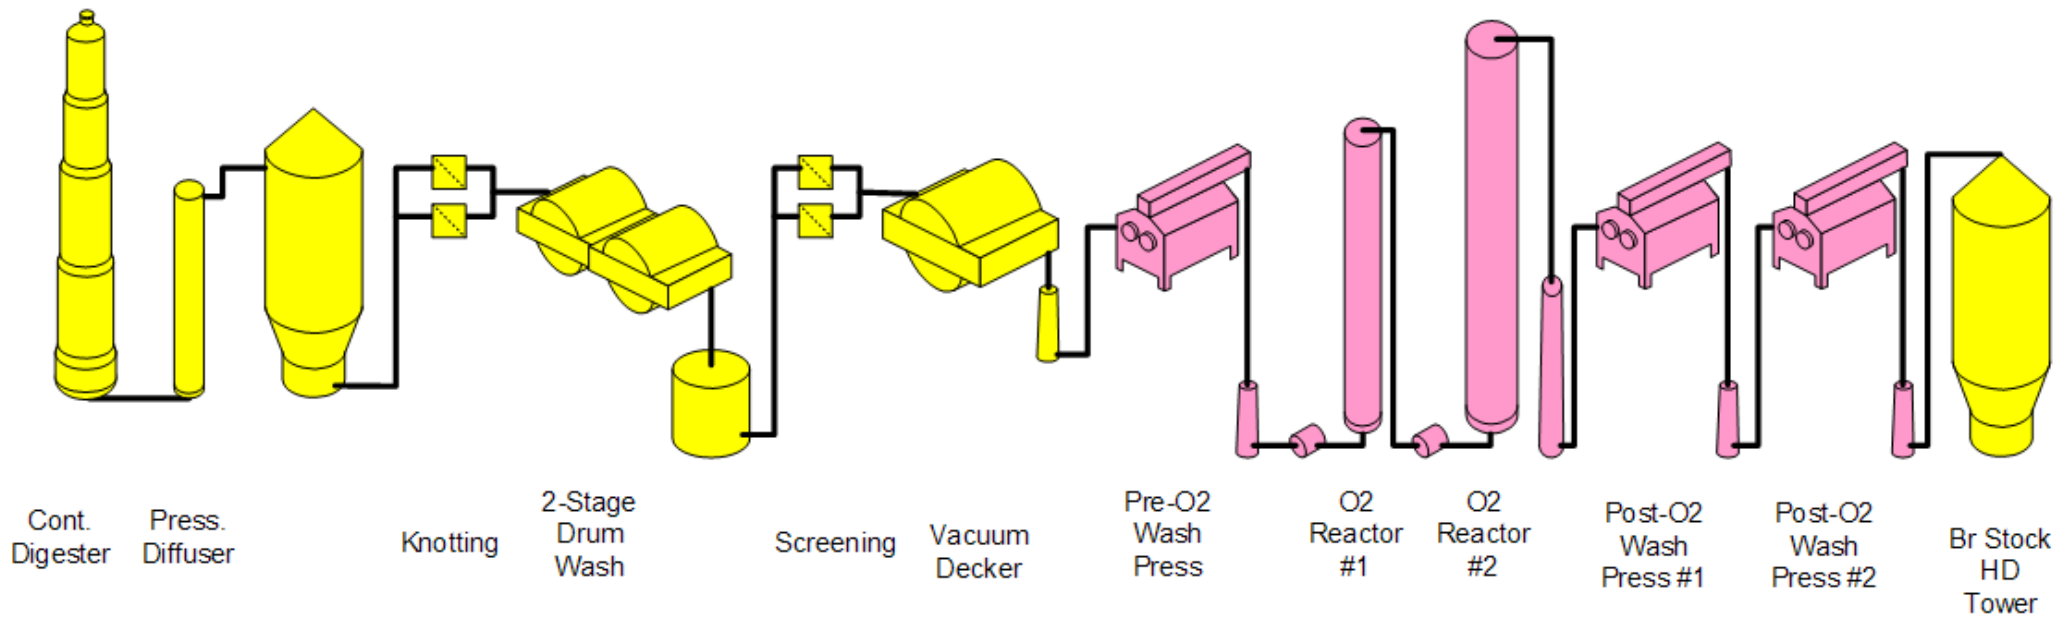 Cont.
Digester
Press.
Diffuser
Knotting
2-Stage
Drum
Wash
Screening
Vacuum
Decker
Pre-O2
Wash
Press
O2
Reactor
#1
O2
Reactor
#2
Post-O2
Wash
Press #1
Post-O2
Wash
Press #2
Br Stock
HD
Tower